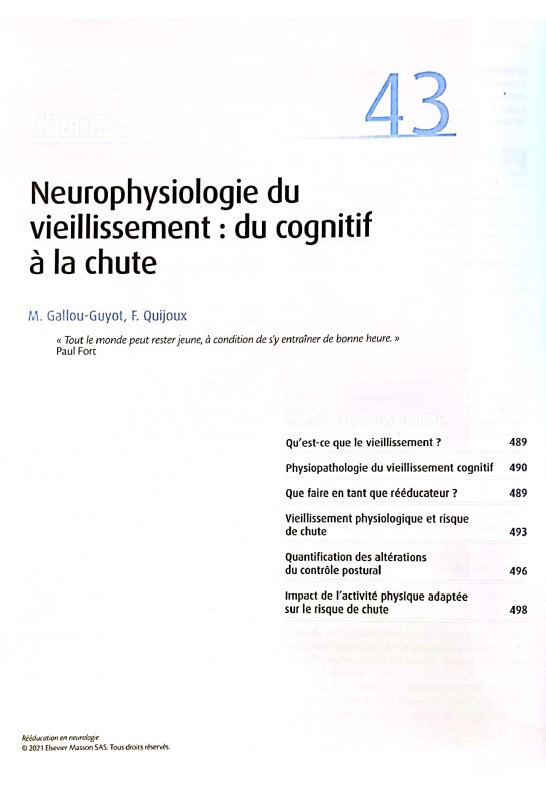 chapitre
43
Neurophysiologie du
vieillissement : du cognitif
à la chute
M. Gallou-Guyot, F. Quijoux
« Tout le monde peut rester jeune, à condition de s'y entraîner de bonne heure. »
Paul Fort
PLAN DU CHAPITRE
Qu'est-ce que le vieillissement ? 489
Physiopathologie du vieillissement cognitif 490
Que faire en tant que rééducateur ? 489
Vieillissement physiologique et risque
de chute 493
Quantification des altérations
du contrôle postural 496
Impact de l'activité physique adaptée
sur le risque de chute 498
Rééducation en neurologie
© 2021 Elsevier Masson SAS. Tous droits réservés.